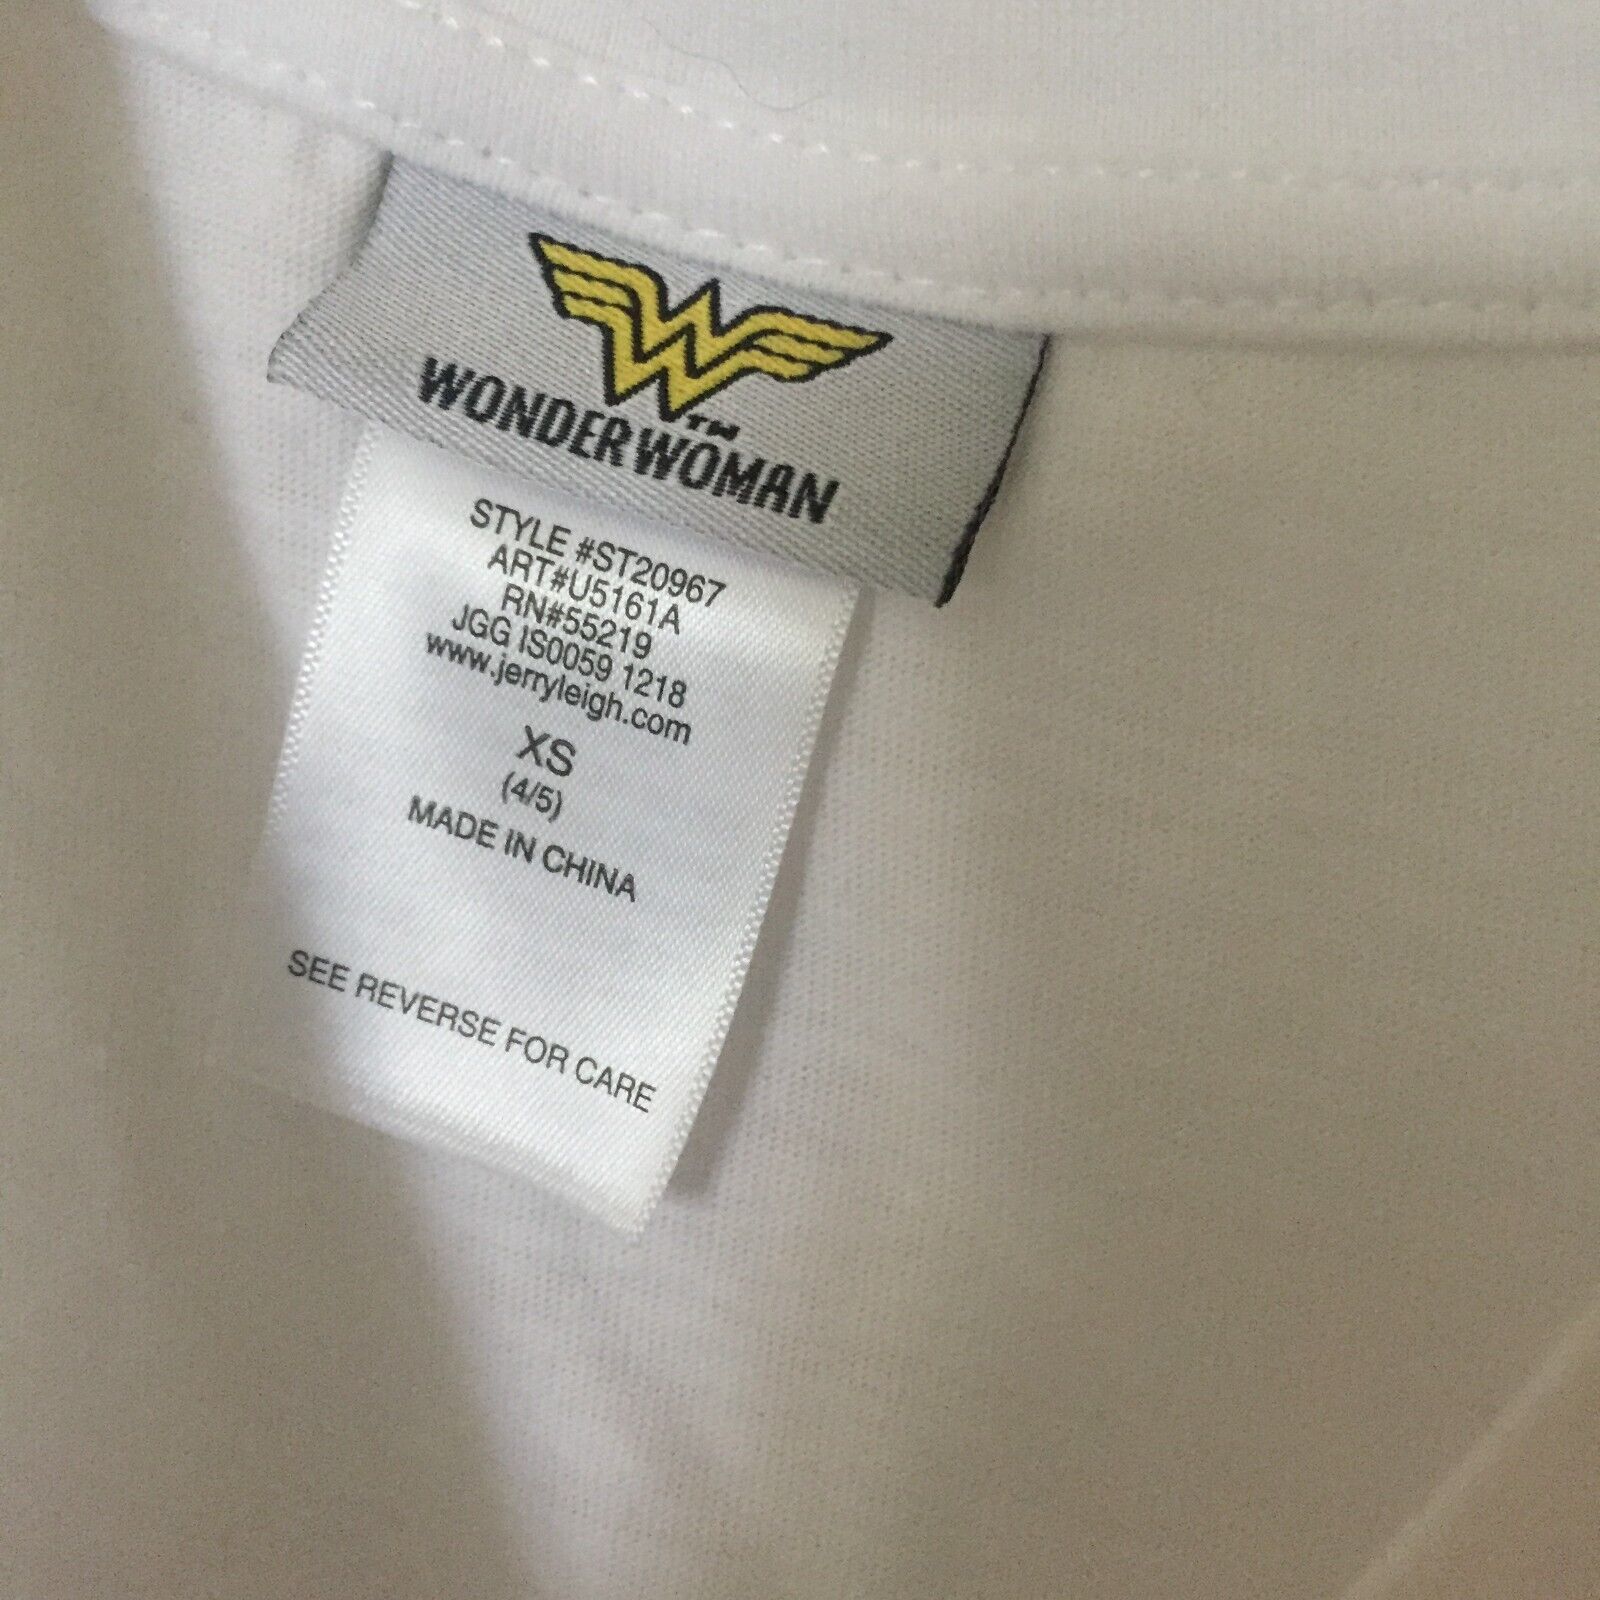 WONDER WOMAN™
STYLE #ST20967
ART#U5161A
RN#55219
JGG IS0059 1218
www.jerryleigh.com
XS
(4/5)
MADE IN CHINA
SEE REVERSE FOR CARE